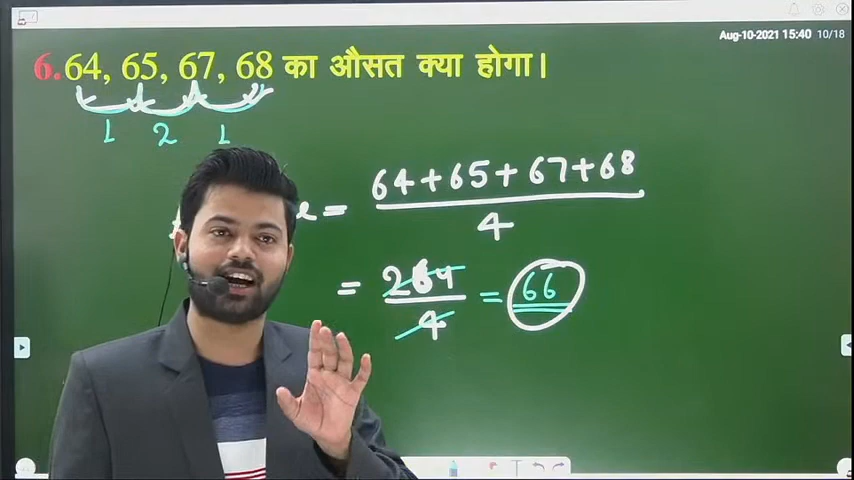 Aug-10-2021 15:40 10/18
6. 64, 65, 67, 68 का औसत क्या होगा।
1 2 1
= 64+65+67+68
4
= 264 = 66
4